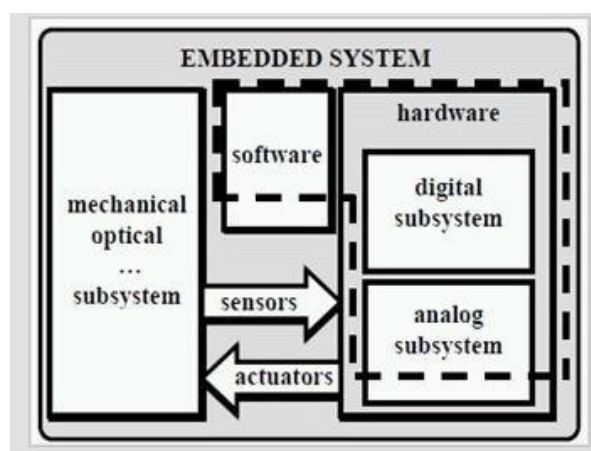 EMBEDDED SYSTEM
mechanical
optical
...
subsystem
software
sensors
actuators
hardware
digital
subsystem
analog
subsystem